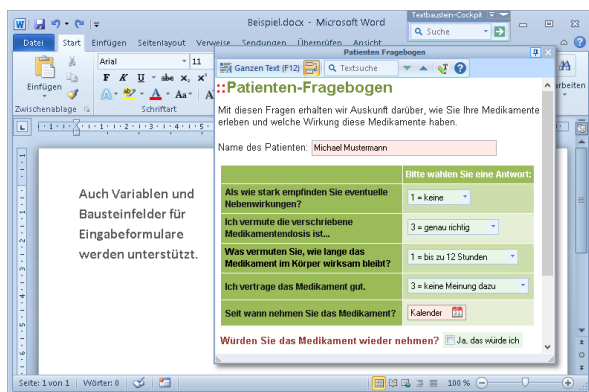 Beispiel.docx - Microsoft Word
Textbaustein-Cockpit
Suche
Datei Start Einfügen Seitenlayout Verweise Sendungen Überprüfen Ansicht
Einfügen
Zwischenablage
Arial 11
F K U abc x, x²
A Aa A
Schriftart
Patienten Fragebogen
Ganzen Text (F12) Textsuche
::Patienten-Fragebogen
Mit diesen Fragen erhalten wir Auskunft darüber, wie Sie Ihre Medikamente
erleben und welche Wirkung diese Medikamente haben.
Name des Patienten: Michael Mustermann
Bitte wählen Sie eine Antwort:
Als wie stark empfinden Sie eventuelle
Nebenwirkungen?
1 = keine
Ich vermute die verschriebene
Medikamentendosis ist...
3 = genau richtig
Was vermuten Sie, wie lange das
Medikament im Körper wirksam bleibt?
1 = bis zu 12 Stunden
Ich vertrage das Medikament gut.
3 = keine Meinung dazu
Seit wann nehmen Sie das Medikament?
Kalender
Würden Sie das Medikament wieder nehmen? Ja, das würde ich
Auch Variablen und
Bausteinfelder für
Eingabeformulare
werden unterstützt.
Seite: 1 von 1 Wörter: 0 100 %